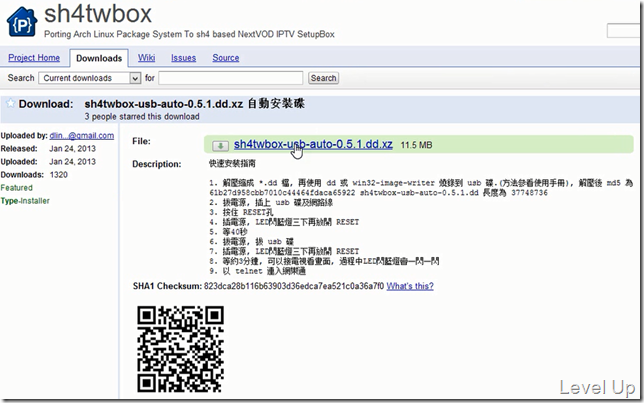 sh4twbox
Porting Arch Linux Package System To sh4 based NextVOD IPTV SetupBox
Project Home Downloads Wiki Issues Source
Search Current downloads for Search
Download: sh4twbox-usb-auto-0.5.1.dd.xz 自動安裝碟
3 people starred this download
Uploaded by: dlin...@gmail.com
Released: Jan 24, 2013
Uploaded: Jan 24, 2013
Downloads: 1320
Featured
Type-Installer
File: sh4twbox-usb-auto-0.5.1.dd.xz 11.5 MB
Description: 快速安裝指南
1. 解壓縮成 *.dd 檔, 再使用 dd 或 win32-image-writer 燒錄到 usb 碟.(方法參看使用手冊), 解壓後 md5 為
61b27d958cbb7010c44464fdaca65922 sh4twbox-usb-auto-0.5.1.dd 長度為 37748736
2. 拔電源, 插上 usb 碟及網路線
3. 按住 RESET孔
4. 插電源, LED閃藍燈三下再放開 RESET
5. 等40秒
6. 拔電源, 拔 usb 碟
7. 插電源, LED閃藍燈三下再放開 RESET
8. 等約3分鐘, 可以接電視看畫面, 過程中LED閃藍燈會一閃一閃
9. 以 telnet 連入網樂通
SHA1 Checksum: 823dca28b116b63903d36edca7ea521c0a36a7f0 What's this?
Level Up